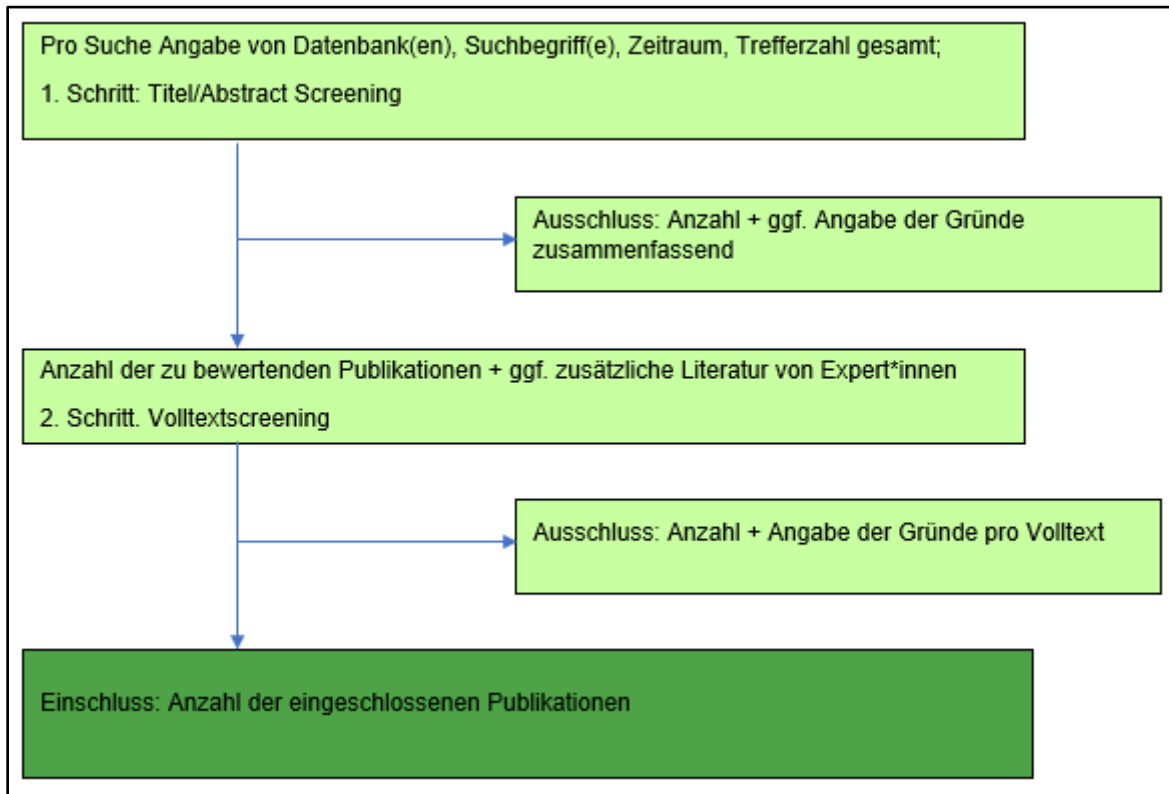 Pro Suche Angabe von Datenbank(en), Suchbegriff(e), Zeitraum, Trefferzahl gesamt;
1. Schritt: Titel/Abstract Screening
Ausschluss: Anzahl + ggf. Angabe der Gründe
zusammenfassend
Anzahl der zu bewertenden Publikationen + ggf. zusätzliche Literatur von Expert*innen
2. Schritt. Volltextscreening
Ausschluss: Anzahl + Angabe der Gründe pro Volltext
Einschluss: Anzahl der eingeschlossenen Publikationen